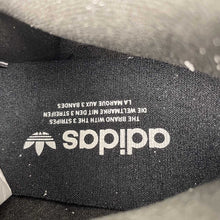 adidas
THE BRAND WITH THE 3 STRIPES
DIE WELTMARKE MIT DEN 3 STREIFEN
LA MARQUE AUX 3 BANDES